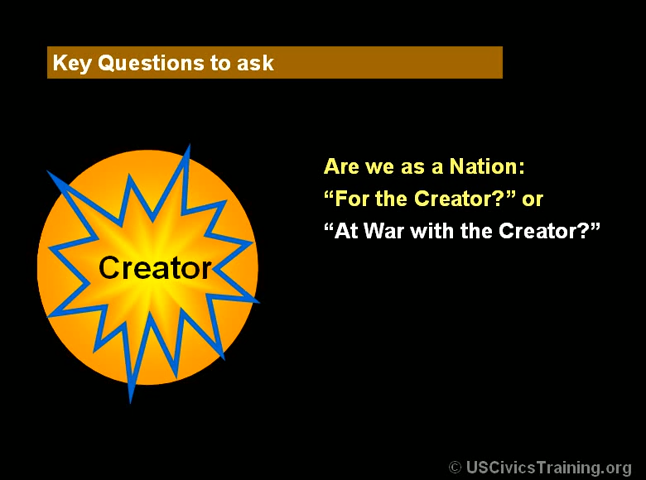 Key Questions to ask
Are we as a Nation:
“For the Creator?” or
“At War with the Creator?”
Creator
© USCivicsTraining.org